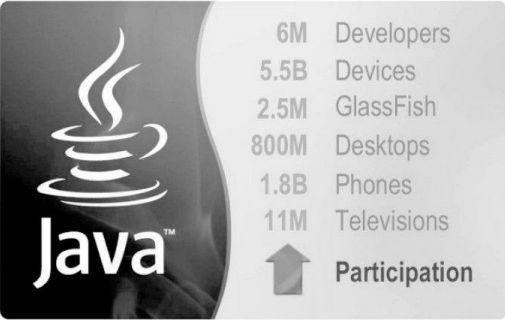 6M Developers
5.5B Devices
2.5M GlassFish
800M Desktops
1.8B Phones
11M Televisions
Participation
Java™